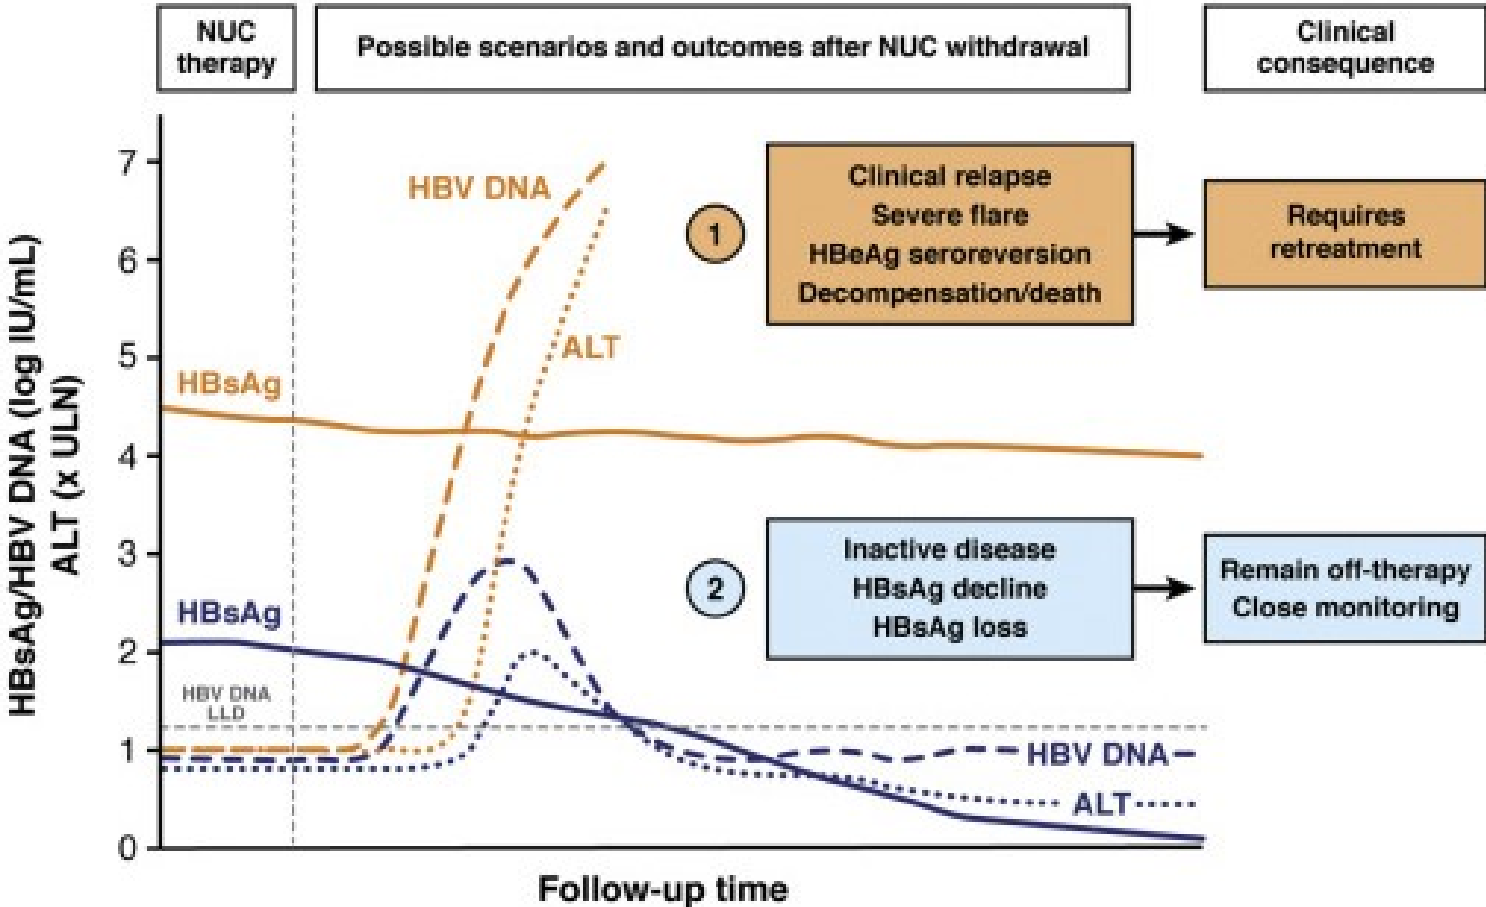 NUC
therapy
Possible scenarios and outcomes after NUC withdrawal
Clinical
consequence
HBsAg/HBV DNA (log IU/mL)
ALT (x ULN)
7
6
5
4
3
2
1
0
HBV DNA
ALT
HBsAg
HBsAg
HBV DNA
LLD
1
Clinical relapse
Severe flare
HBeAg seroreversion
Decompensation/death
Requires
retreatment
2
Inactive disease
HBsAg decline
HBsAg loss
Remain off-therapy
Close monitoring
HBV DNA
ALT
Follow-up time